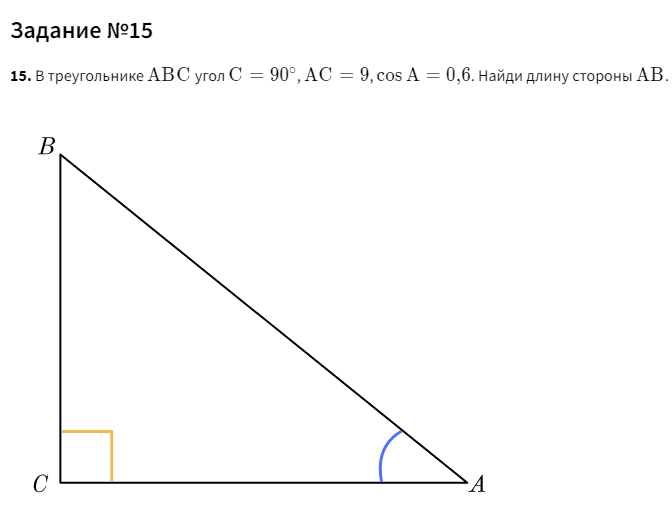 Задание №15
15. В треугольнике ABC угол C = 90°, AC = 9, cos A = 0,6. Найди длину стороны AB.
B
C
A